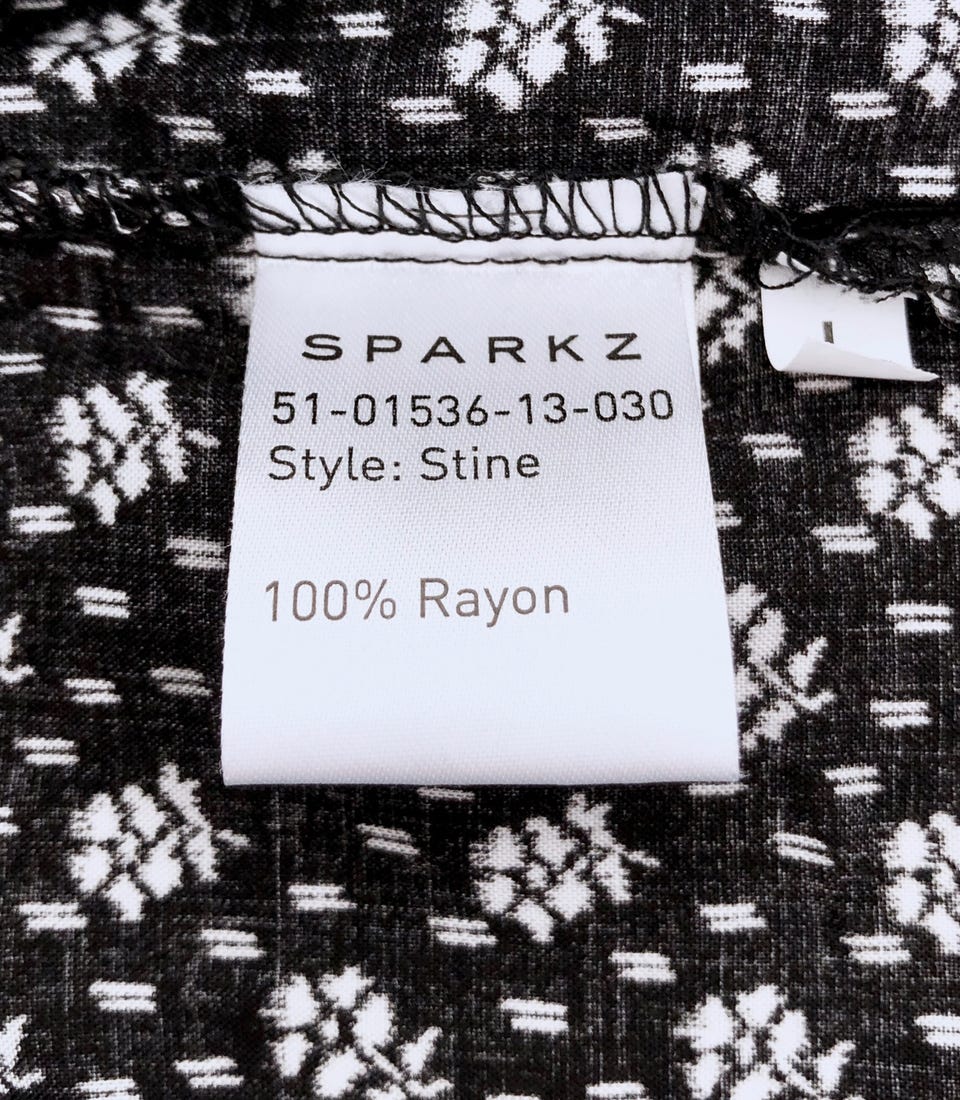 SPARKZ
51-01536-13-030
Style: Stine
100% Rayon